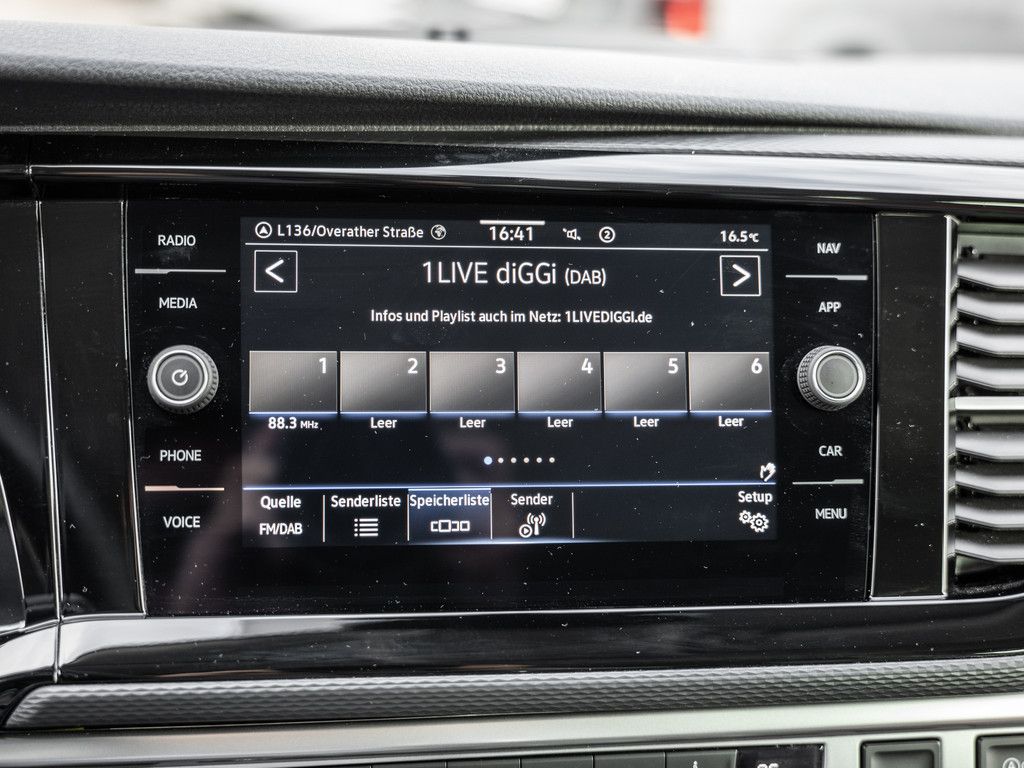 RADIO
MEDIA
PHONE
VOICE
L136/Overather Straße 16:41 2 16.5°C
< 1LIVE diGGi (DAB) >
Infos und Playlist auch im Netz: 1LIVEDIGGI.de
1 2 3 4 5 6
88.3 MHz Leer Leer Leer Leer Leer
Quelle Senderliste Speicherliste Sender Setup
FM/DAB
NAV
APP
CAR
MENU